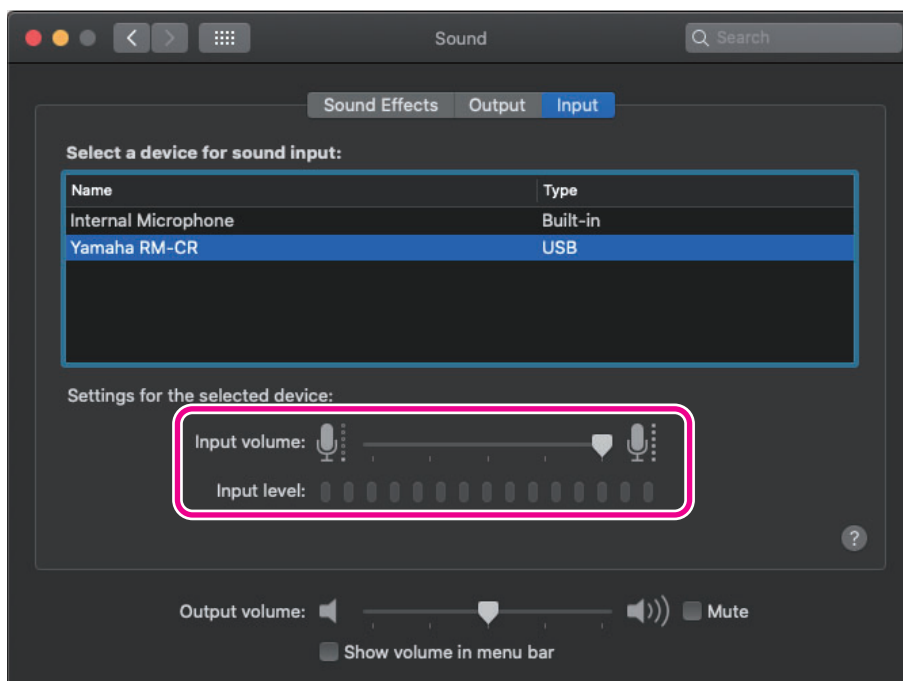 Sound
Search
Sound Effects Output Input
Select a device for sound input:
Name Type
Internal Microphone Built-in
Yamaha RM-CR USB
Settings for the selected device:
Input volume:
Input level:
?
Output volume: Mute
Show volume in menu bar